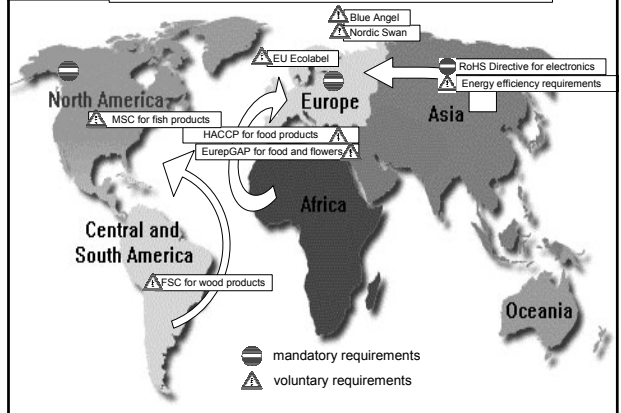 Blue Angel
Nordic Swan
EU Ecolabel
RoHS Directive for electronics
Energy efficiency requirements
North America
Europe
Asia
MSC for fish products
HACCP for food products
EurepGAP for food and flowers
Africa
Central and
South America
FSC for wood products
Oceania
mandatory requirements
voluntary requirements